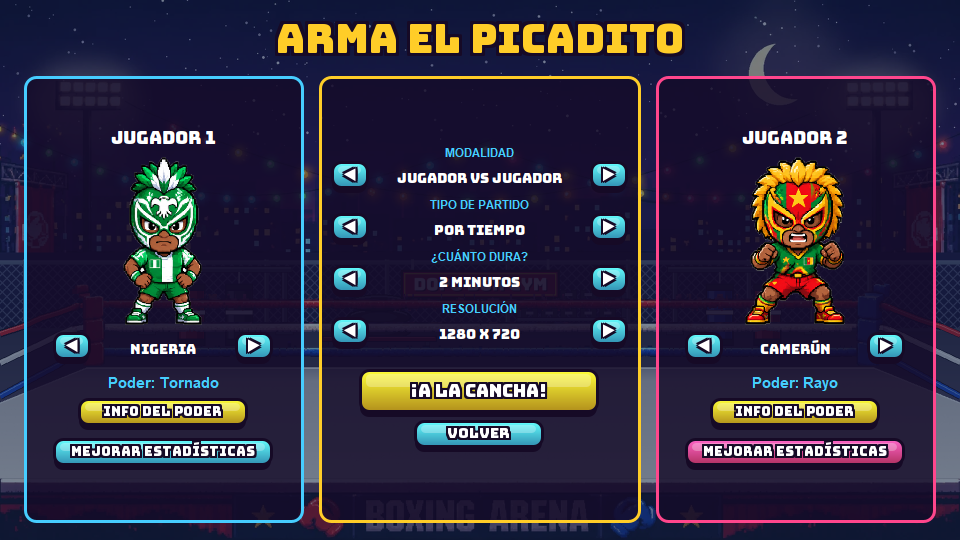 ARMA EL PICADITO
JUGADOR 1
NIGERIA
Poder: Tornado
INFO DEL PODER
MEJORAR ESTADÍSTICAS
MODALIDAD
JUGADOR VS JUGADOR
TIPO DE PARTIDO
POR TIEMPO
¿CUÁNTO DURA?
2 MINUTOS
RESOLUCIÓN
1280 X 720
¡A LA CANCHA!
VOLVER
JUGADOR 2
CAMERÚN
Poder: Rayo
INFO DEL PODER
MEJORAR ESTADÍSTICAS
BOXING ARENA